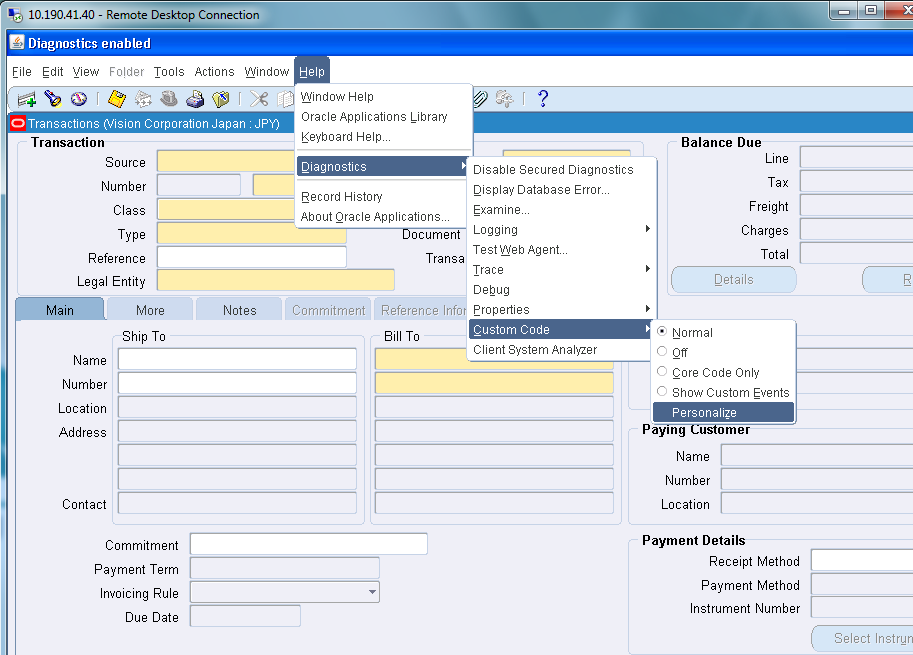 10.190.41.40 - Remote Desktop Connection
Diagnostics enabled
File Edit View Folder Tools Actions Window Help
Transactions (Vision Corporation Japan : JPY)
Window Help
Oracle Applications Library
Keyboard Help...
Diagnostics
Record History
About Oracle Applications...
Disable Secured Diagnostics
Display Database Error...
Examine...
Logging
Test Web Agent...
Trace
Debug
Properties
Custom Code
Client System Analyzer
Normal
Off
Core Code Only
Show Custom Events
Personalize
Transaction
Source
Number
Class
Type
Reference
Legal Entity
Document
Transa
Balance Due
Line
Tax
Freight
Charges
Total
Details
R
Main More Notes Commitment Reference Infor
Ship To
Bill To
Name
Number
Location
Address
Contact
Paying Customer
Name
Number
Location
Commitment
Payment Term
Invoicing Rule
Due Date
Payment Details
Receipt Method
Payment Method
Instrument Number
Select Instrun